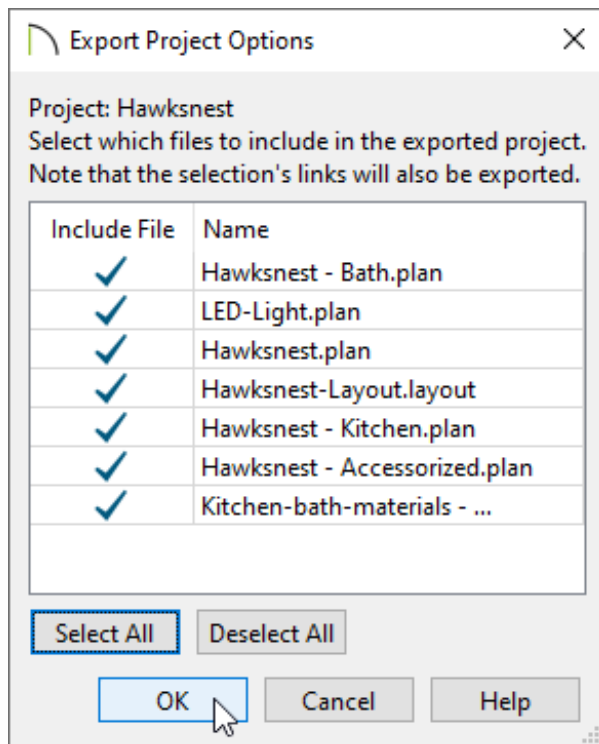 Export Project Options
Project: Hawksnest
Select which files to include in the exported project.
Note that the selection's links will also be exported.
Include File Name
Hawksnest - Bath.plan
LED-Light.plan
Hawksnest.plan
Hawksnest-Layout.layout
Hawksnest - Kitchen.plan
Hawksnest - Accessorized.plan
Kitchen-bath-materials - ...
Select All Deselect All
OK Cancel Help